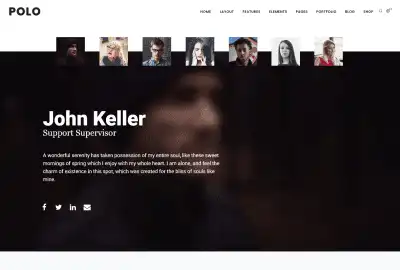 POLO
HOME LAYOUT FEATURES ELEMENTS PAGES PORTFOLIO BLOG SHOP
John Keller
Support Supervisor
A wonderful serenity has taken possession of my entire soul, like these sweet
mornings of spring which I enjoy with my whole heart. I am alone, and feel the
charm of existence in this spot, which was created for the bliss of souls like
mine.